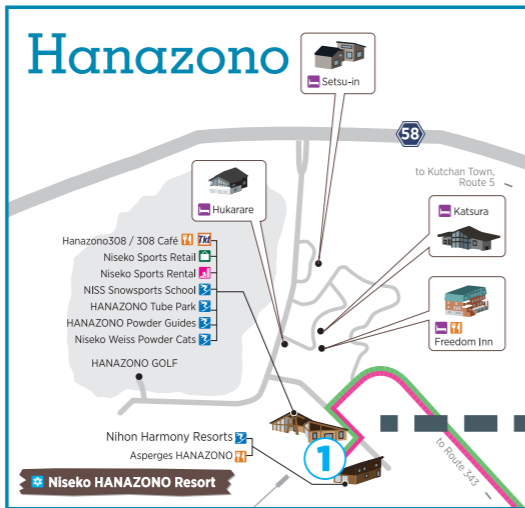 Hanazono
Setsu-in
58
to Kutchan Town,
Route 5
Hukarare
Katsura
Hanazono308 / 308 Café Tkt
Niseko Sports Retail
Niseko Sports Rental
NISS Snowsports School
HANAZONO Tube Park
HANAZONO Powder Guides
Niseko Weiss Powder Cats
Freedom Inn
HANAZONO GOLF
Nihon Harmony Resorts
Asperges HANAZONO
1
to Route 343
Niseko HANAZONO Resort